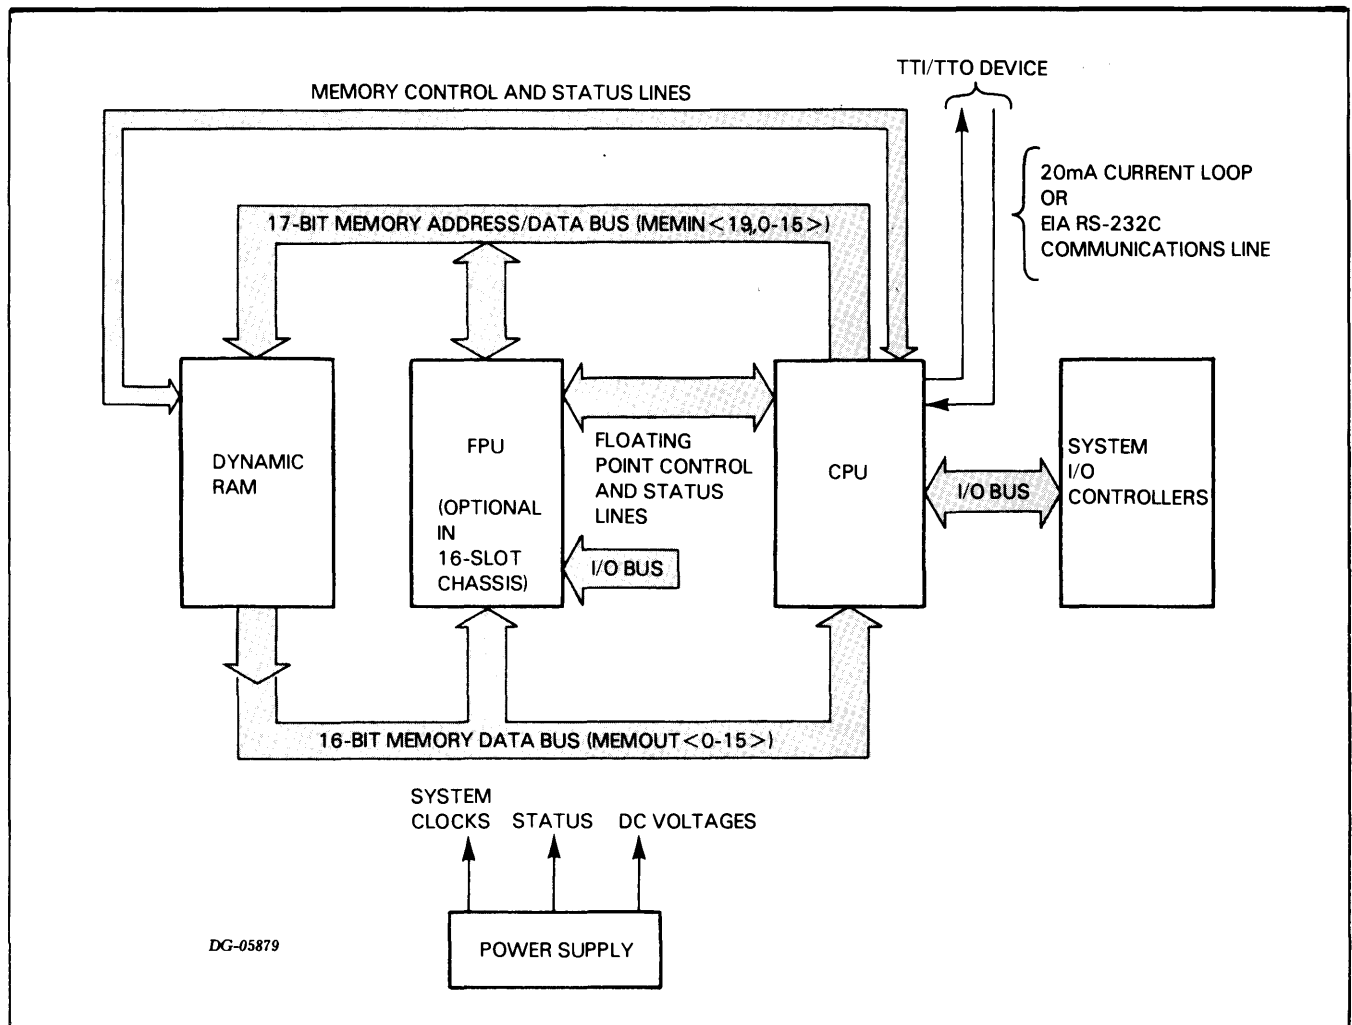 TTI/TTO DEVICE
MEMORY CONTROL AND STATUS LINES
20mA CURRENT LOOP
OR
EIA RS-232C
COMMUNICATIONS LINE
17-BIT MEMORY ADDRESS/DATA BUS (MEMIN<19,,0-15>)
DYNAMIC
RAM
FPU
(OPTIONAL
IN
16-SLOT
CHASSIS)
FLOATING
POINT CONTROL
AND STATUS
LINES
I/O BUS
CPU
I/O BUS
SYSTEM
I/O
CONTROLLERS
16-BIT MEMORY DATA BUS (MEMOUT<0-15>)
SYSTEM
CLOCKS
STATUS
DC VOLTAGES
POWER SUPPLY
DG-05879